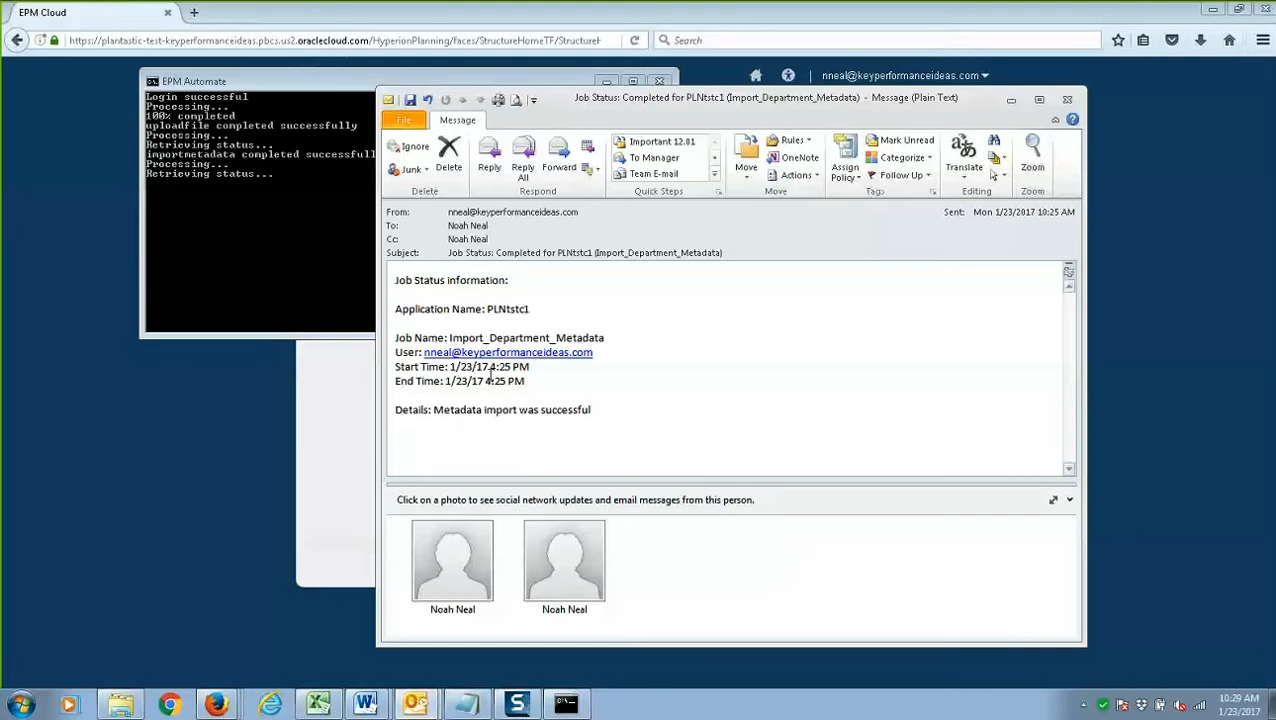 EPM Cloud
https://plantastic-test-keyperformanceideas.pbcs.us2.oraclecloud.com/HyperionPlanning/faces/StructureHomeTF/StructureH
Search
nneal@keyperformanceideas.com
EPM Automate
Login successful
Processing...
100% completed
uploadfile completed successfully
Processing...
Retrieving status...
importmetadata completed successfull
Processing...
Retrieving status...
Job Status: Completed for PLNtstc1 (Import_Department_Metadata) - Message (Plain Text)
File
Message
Ignore
Junk
Delete
Delete
Reply
Reply All
Forward
Respond
Important 12.01
To Manager
Team E-mail
Quick Steps
Move
Rules
OneNote
Actions
Move
Assign Policy
Mark Unread
Categorize
Follow Up
Tags
Translate
Editing
Zoom
Zoom
From: nneal@keyperformanceideas.com
Sent: Mon 1/23/2017 10:25 AM
To: Noah Neal
Cc: Noah Neal
Subject: Job Status: Completed for PLNtstc1 (Import_Department_Metadata)
Job Status information:
Application Name: PLNtstc1
Job Name: Import_Department_Metadata
User: nneal@keyperformanceideas.com
Start Time: 1/23/17 4:25 PM
End Time: 1/23/17 4:25 PM
Details: Metadata import was successful
Click on a photo to see social network updates and email messages from this person.
Noah Neal
Noah Neal
10:29 AM
1/23/2017